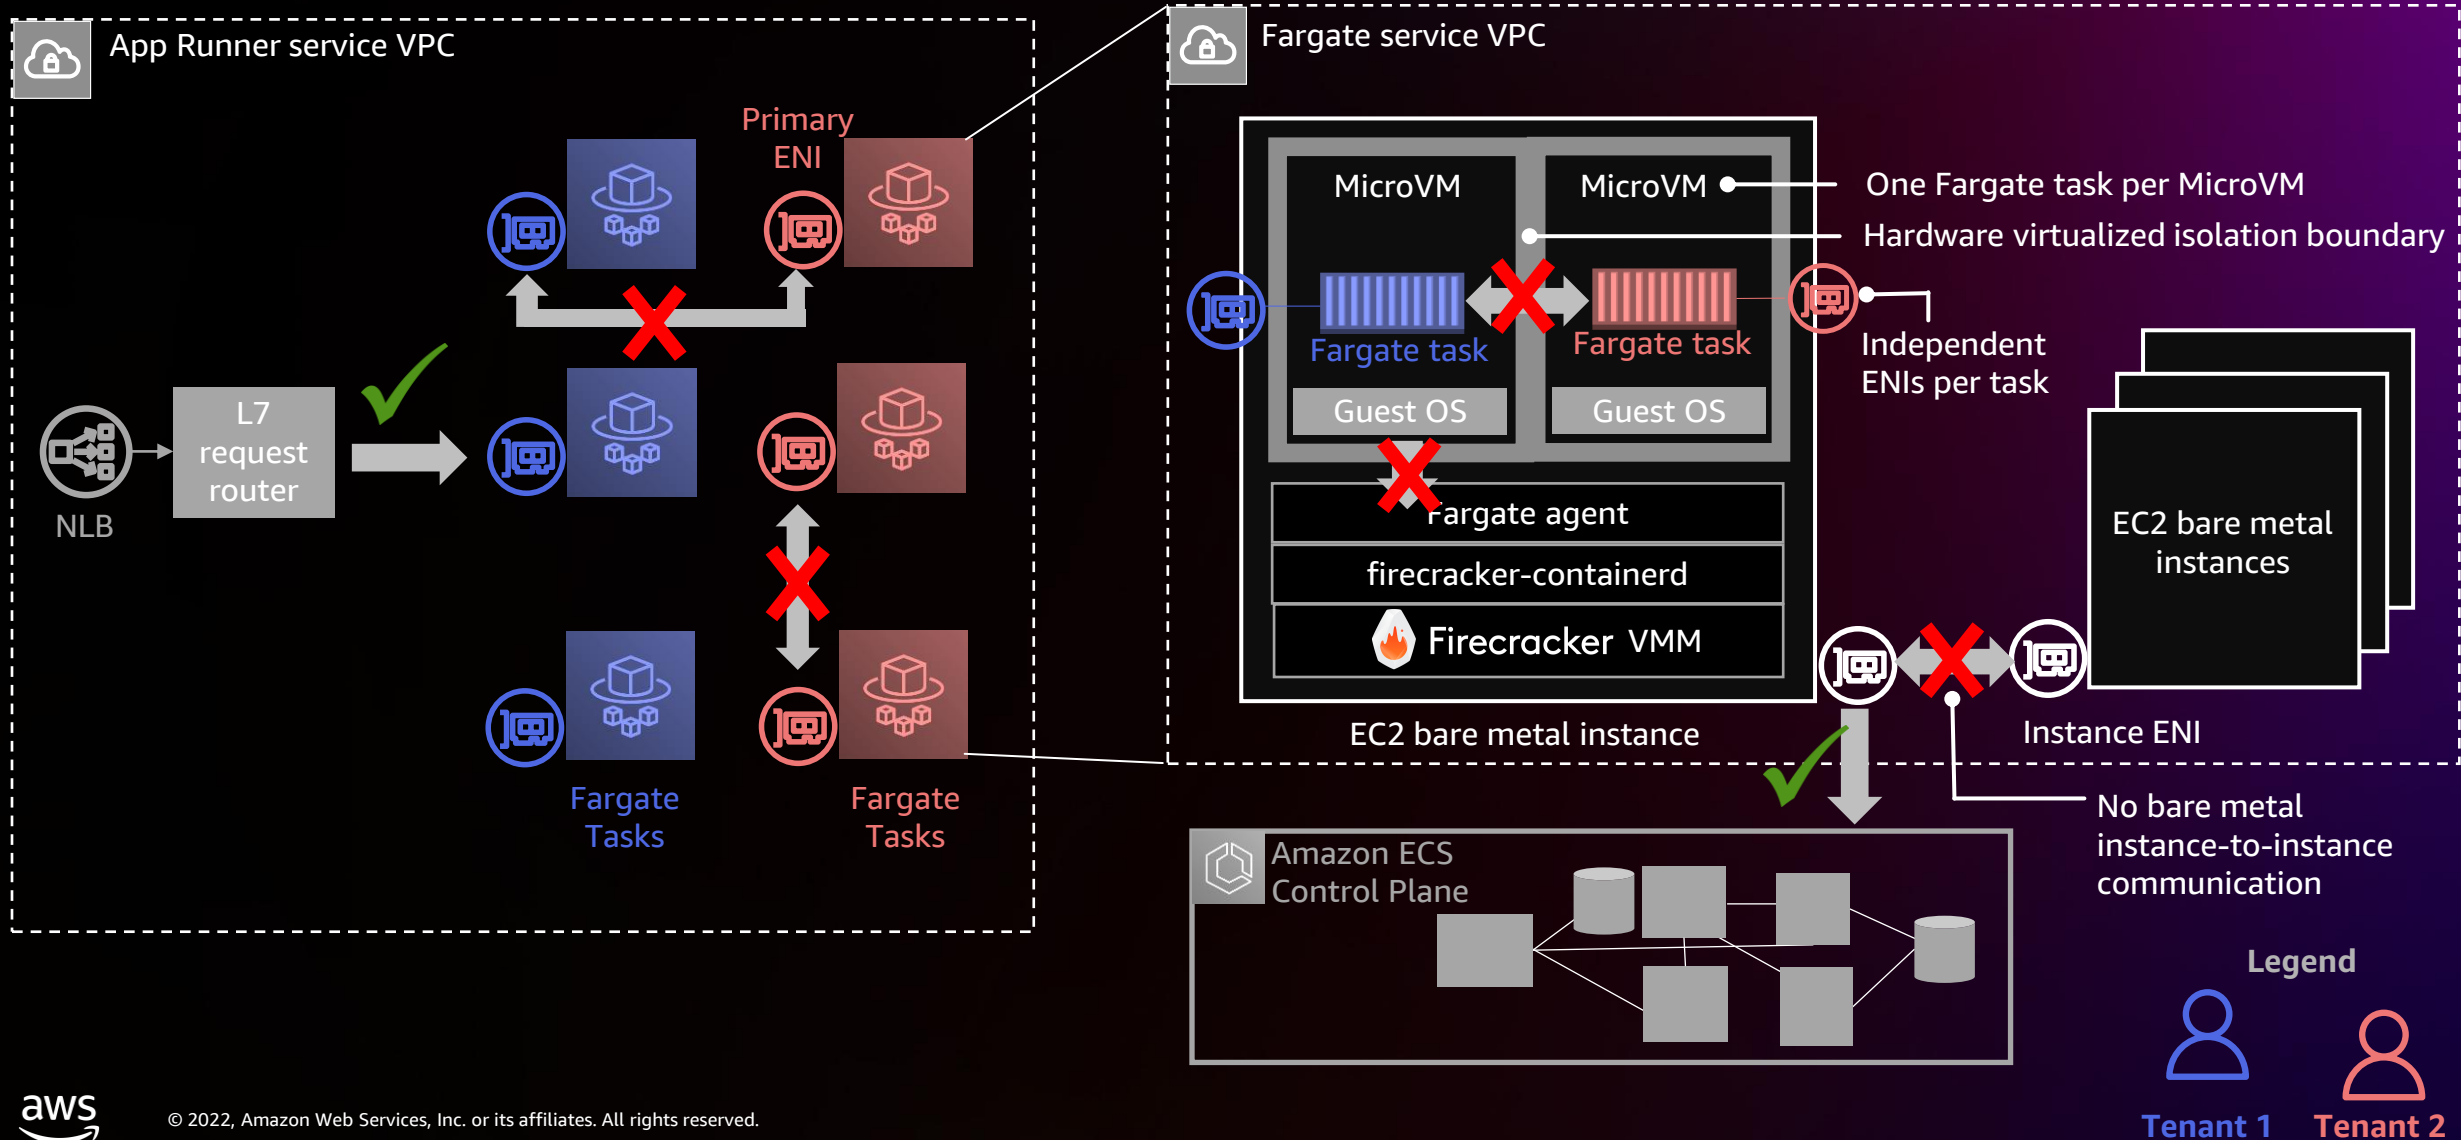 App Runner service VPC
Primary
ENI
L7
request
router
NLB
Fargate
Tasks
Fargate
Tasks
Fargate service VPC
MicroVM
MicroVM
One Fargate task per MicroVM
Hardware virtualized isolation boundary
Fargate task
Fargate task
Independent
ENIs per task
Guest OS
Guest OS
Fargate agent
firecracker-containerd
Firecracker VMM
EC2 bare metal instance
EC2 bare metal
instances
Instance ENI
No bare metal
instance-to-instance
communication
Amazon ECS
Control Plane
Legend
Tenant 1
Tenant 2
aws
© 2022, Amazon Web Services, Inc. or its affiliates. All rights reserved.